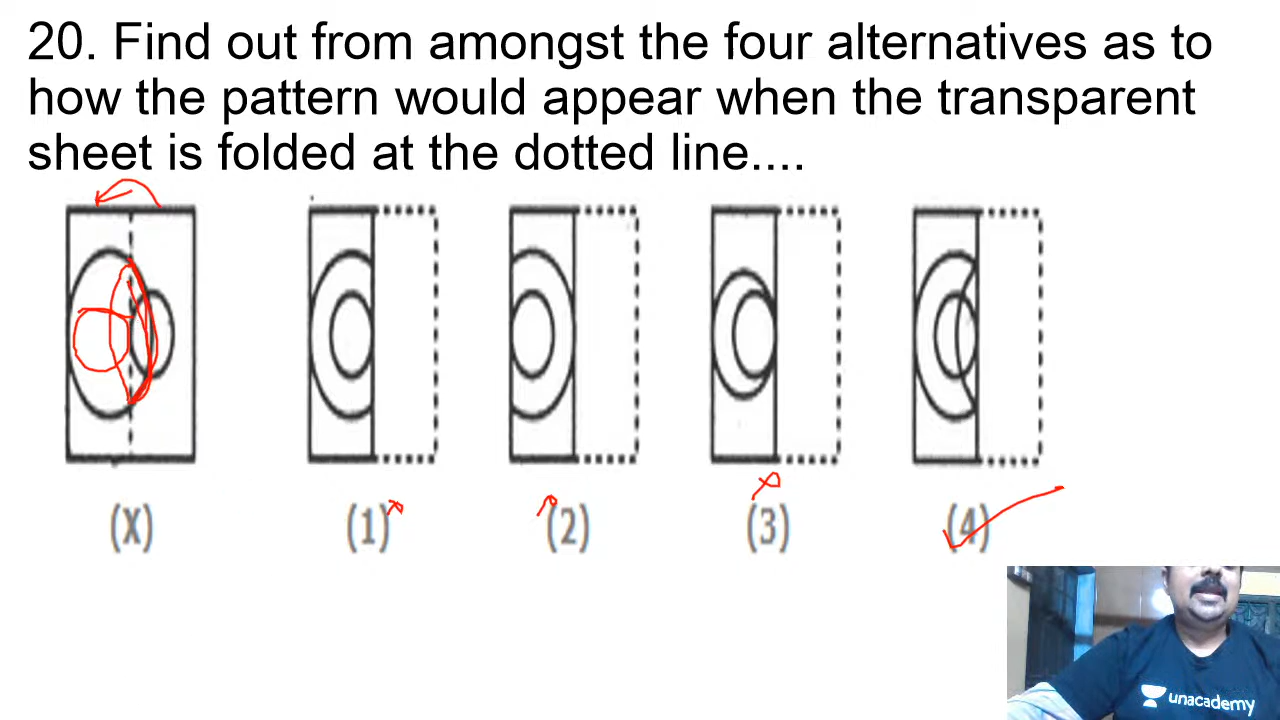 20. Find out from amongst the four alternatives as to
how the pattern would appear when the transparent
sheet is folded at the dotted line....
(X) (1) (2) (3) (4)
unacademy